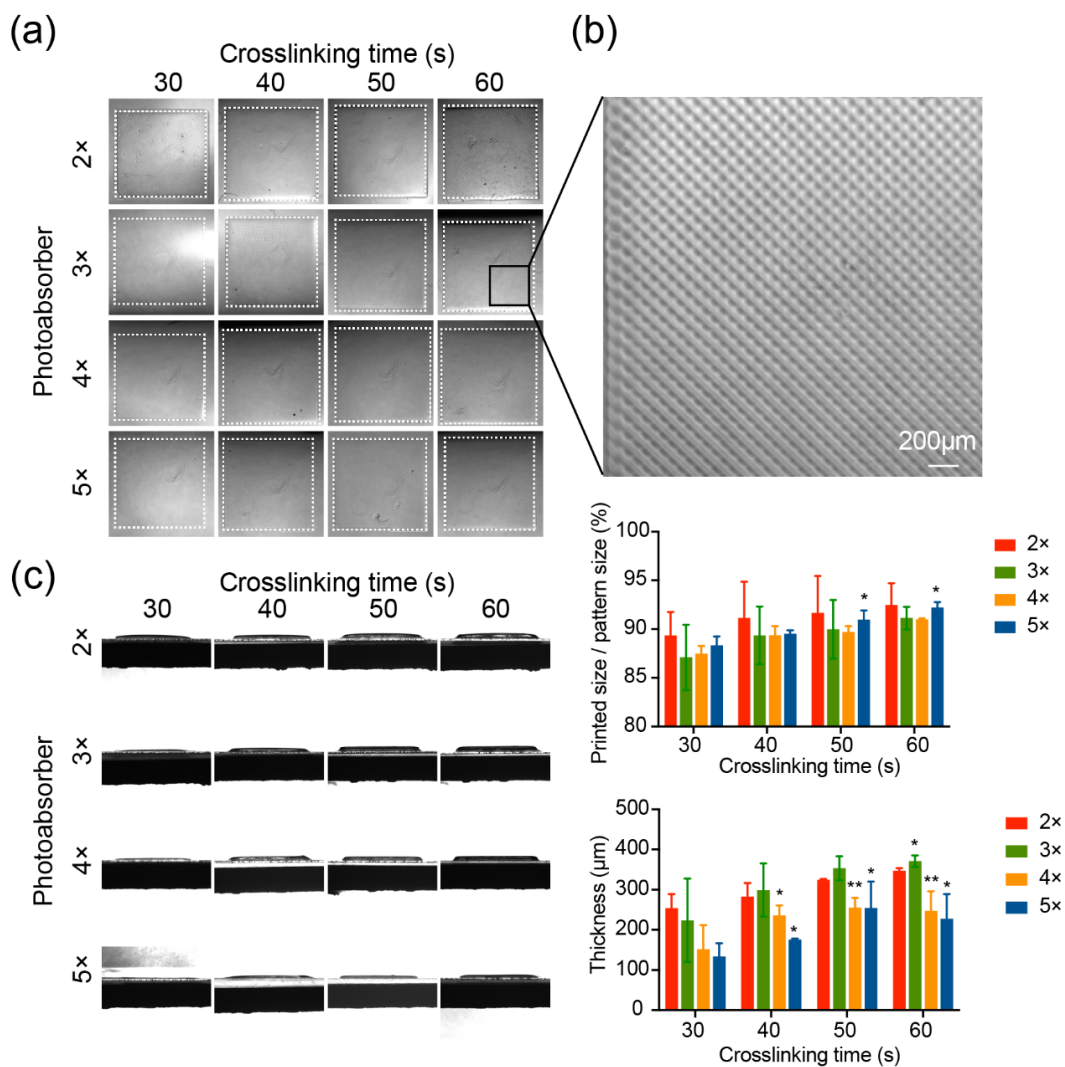 (a)
Crosslinking time (s)
30 40 50 60
Photoabsorber
2×
3×
4×
5×
(b)
200μm
Printed size / pattern size (%)
100
95
90
85
80
30 40 50 60
Crosslinking time (s)
2×
3×
4×
5×
* *
(c)
Crosslinking time (s)
30 40 50 60
Photoabsorber
2×
3×
4×
5×
Thickness (μm)
500
400
300
200
100
0
30 40 50 60
Crosslinking time (s)
2×
3×
4×
5×
* * ** * * ** *